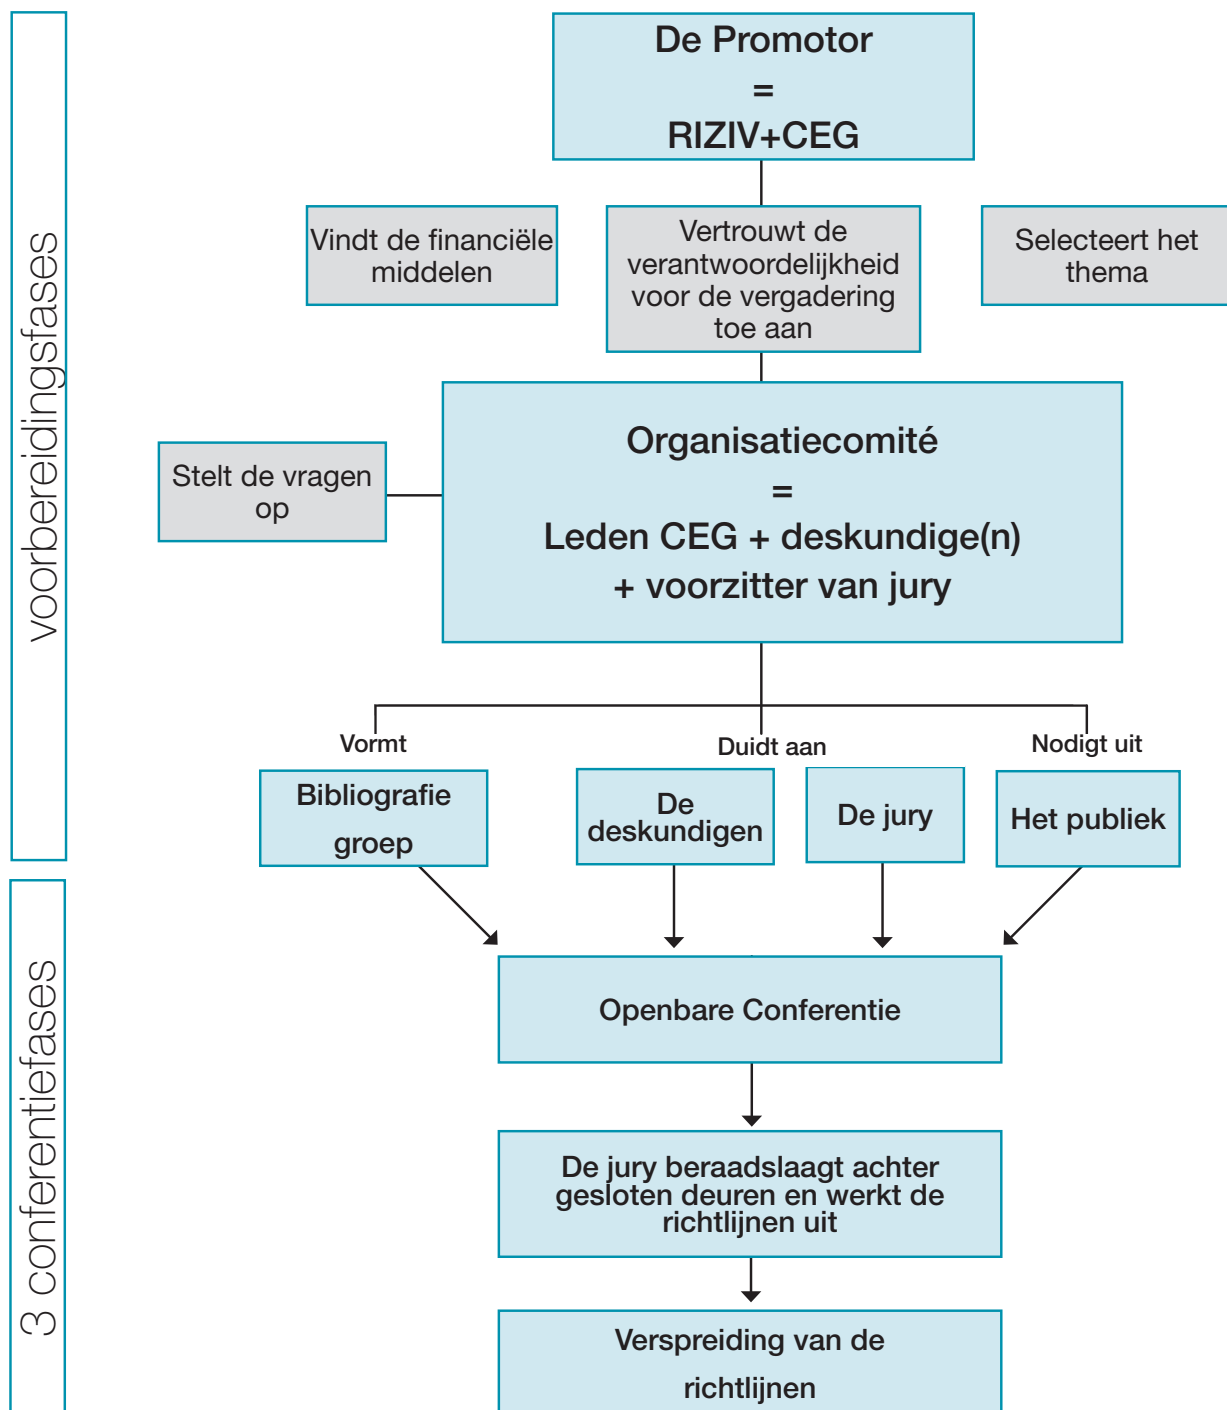 voorbereidingsfases
De Promotor
=
RIZIV+CEG
Vindt de financiële
middelen
Vertrouwt de
verantwoordelijkheid
voor de vergadering
toe aan
Selecteert het
thema
Stelt de vragen
op
Organisatiecomité
=
Leden CEG + deskundige(n)
+ voorzitter van jury
Vormt
Duidt aan
Nodigt uit
Bibliografie
groep
De
deskundigen
De jury
Het publiek
3 conferentiefases
Openbare Conferentie
De jury beraadslaagt achter
gesloten deuren en werkt de
richtlijnen uit
Verspreiding van de
richtlijnen